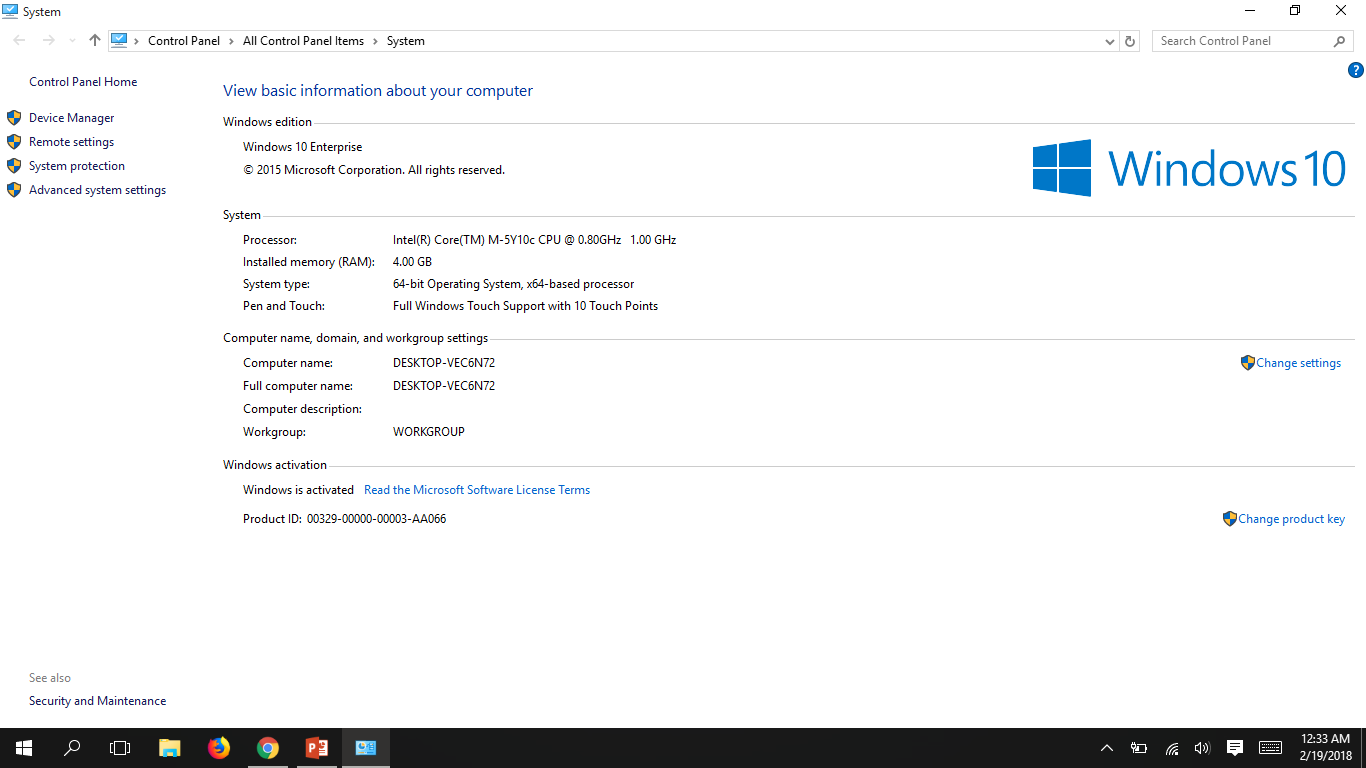 System
Control Panel › All Control Panel Items › System
Search Control Panel
?
Control Panel Home
Device Manager
Remote settings
System protection
Advanced system settings
View basic information about your computer
Windows edition
Windows 10 Enterprise
© 2015 Microsoft Corporation. All rights reserved.
Windows 10
System
Processor: Intel(R) Core(TM) M-5Y10c CPU @ 0.80GHz 1.00 GHz
Installed memory (RAM): 4.00 GB
System type: 64-bit Operating System, x64-based processor
Pen and Touch: Full Windows Touch Support with 10 Touch Points
Computer name, domain, and workgroup settings
Computer name: DESKTOP-VEC6N72 Change settings
Full computer name: DESKTOP-VEC6N72
Computer description:
Workgroup: WORKGROUP
Windows activation
Windows is activated Read the Microsoft Software License Terms
Product ID: 00329-00000-00003-AA066 Change product key
See also
Security and Maintenance
12:33 AM
2/19/2018